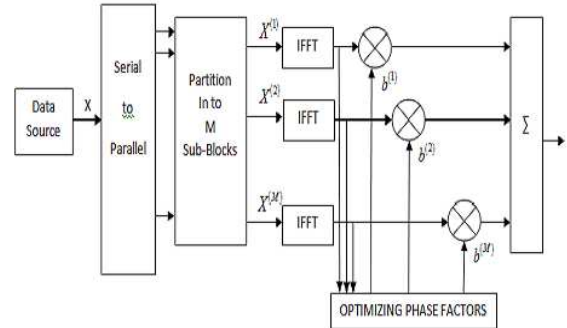 Data
Source
X
Serial
to
Parallel
Partition
In to
M
Sub-Blocks
X^(1)
IFFT
b^(1)
X^(2)
IFFT
b^(2)
X^(M)
IFFT
b^(M)
Σ
OPTIMIZING PHASE FACTORS